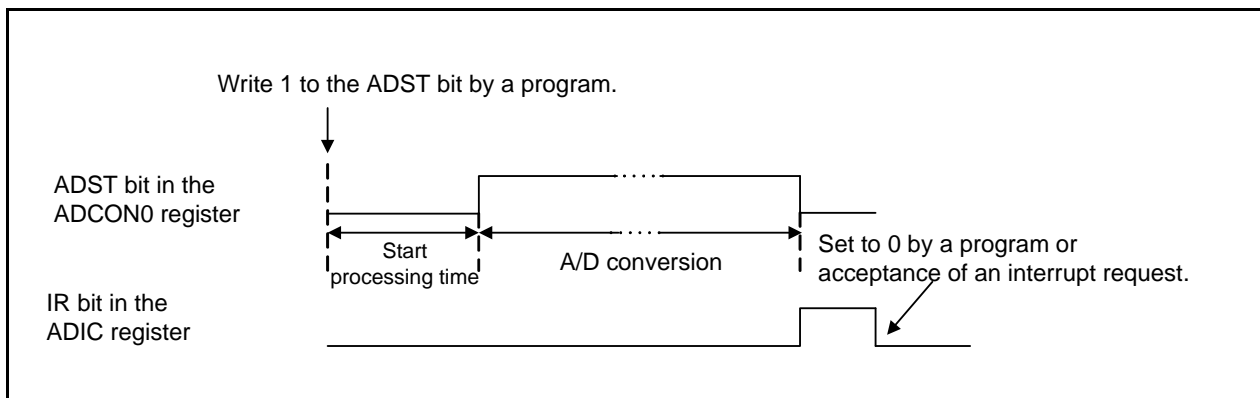 Write 1 to the ADST bit by a program.
ADST bit in the
ADCON0 register
Start
processing time
A/D conversion
Set to 0 by a program or
acceptance of an interrupt request.
IR bit in the
ADIC register